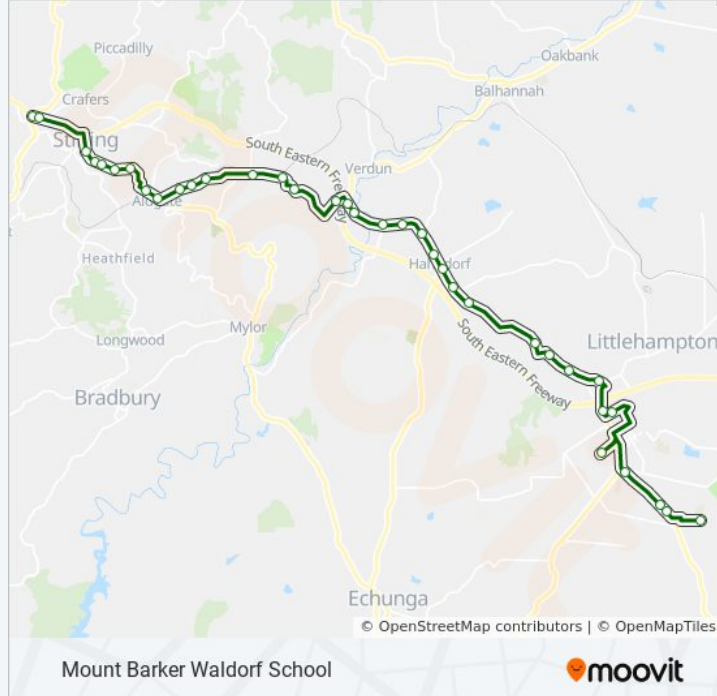 Piccadilly
Oakbank
Crafers
Balhannah
Stirling
South Eastern Freeway
Verdun
Aldgate
Heathfield
Hahndorf
Mylor
Longwood
Littlehampton
South Eastern Freeway
Bradbury
Echunga
© OpenStreetMap contributors | © OpenMapTiles
Mount Barker Waldorf School
moovit